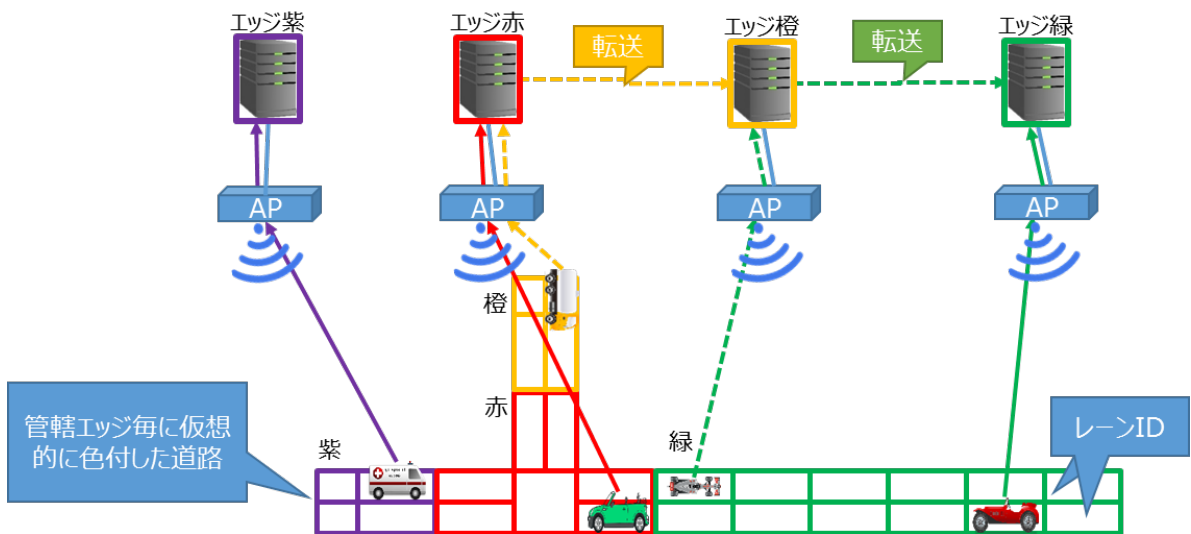 エッジ紫
エッジ赤
エッジ橙
エッジ緑
転送
転送
AP
AP
AP
AP
橙
赤
管轄エッジ毎に仮想
的に色付した道路
紫
緑
レーンID